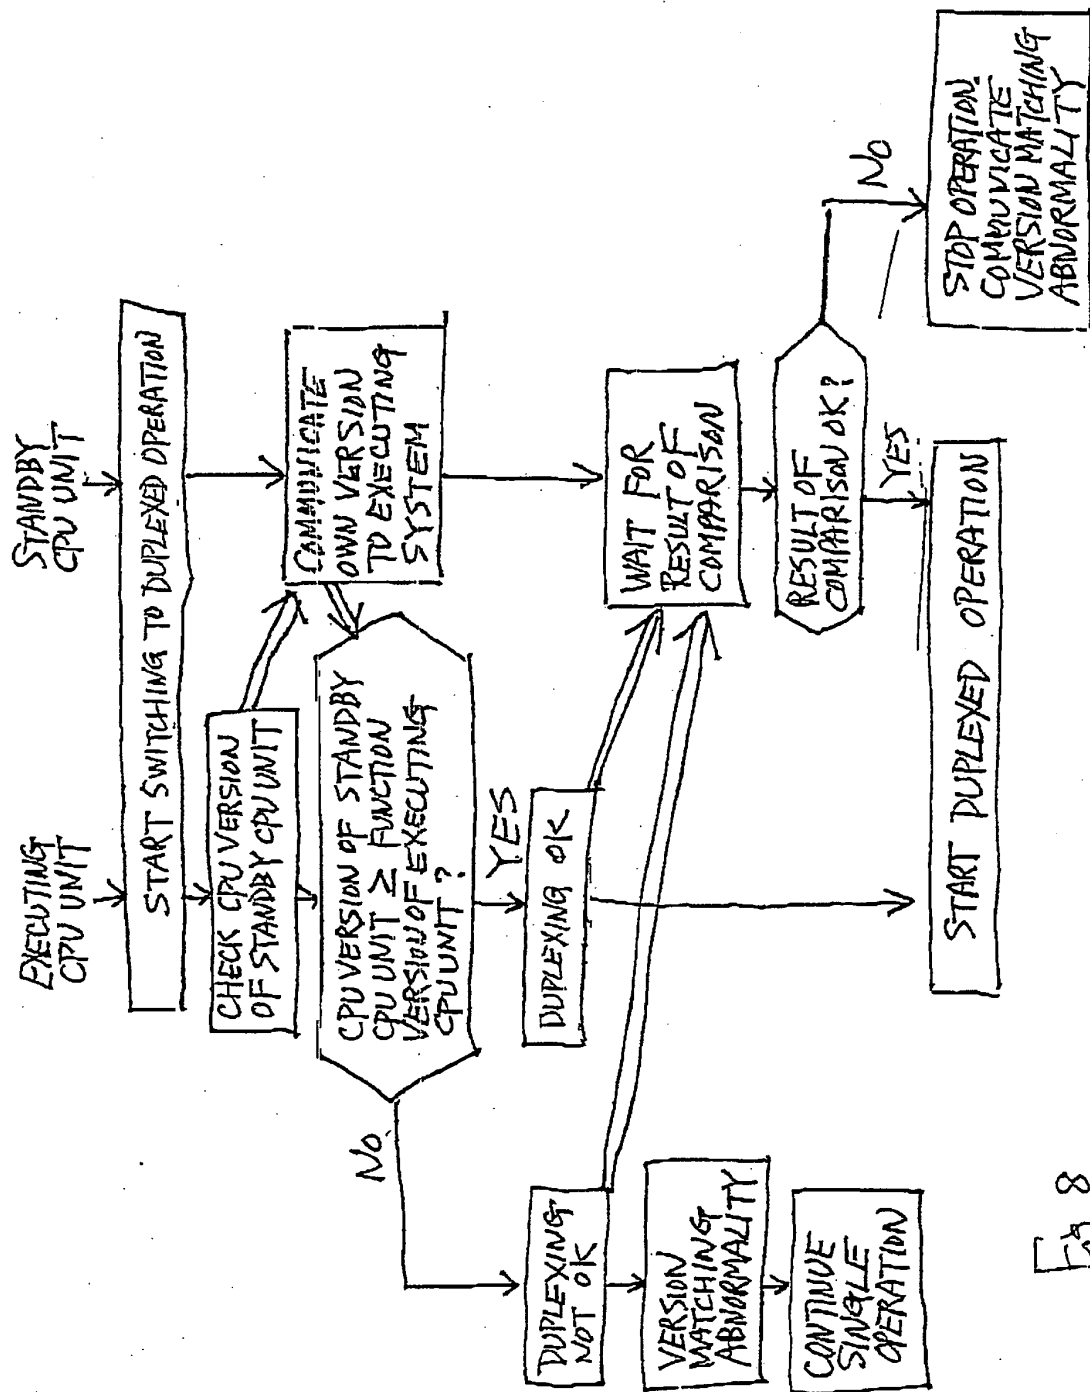 EXECUTING
CPU UNIT
STANDBY
CPU UNIT
START SWITCHING TO DUPLEXED OPERATION
CHECK CPU VERSION
OF STANDBY CPU UNIT
COMMUNICATE
OWN VERSION
TO EXECUTING
SYSTEM
CPU VERSION OF STANDBY
CPU UNIT ≥ FUNCTION
VERSION OF EXECUTING
CPU UNIT?
No
YES
DUPLEXING
NOT OK
DUPLEXING OK
WAIT FOR
RESULT OF
COMPARISON
VERSION
MATCHING
ABNORMALITY
RESULT OF
COMPARISON OK?
No
YES
CONTINUE
SINGLE
OPERATION
START DUPLEXED OPERATION
STOP OPERATION.
COMMUNICATE
VERSION MATCHING
ABNORMALITY
Fig 8